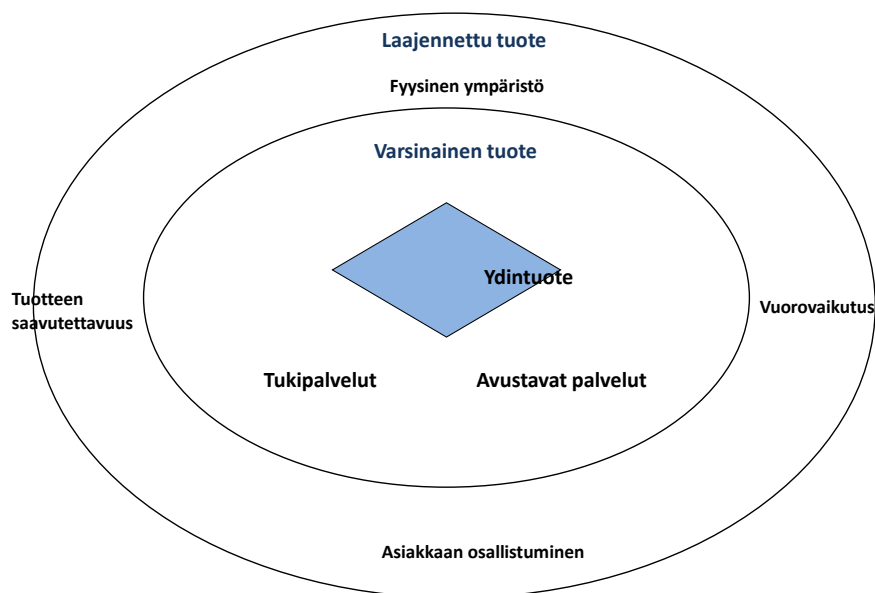 Laajennettu tuote
Fyysinen ympäristö
Varsinainen tuote
Ydintuote
Tuotteen
saavutettavuus
Vuorovaikutus
Tukipalvelut
Avustavat palvelut
Asiakkaan osallistuminen